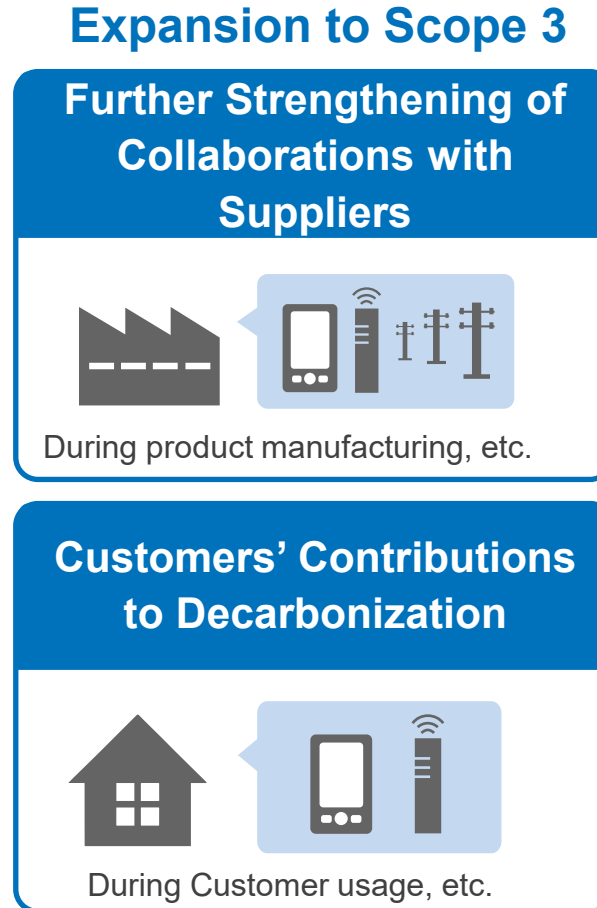 Expansion to Scope 3
Further Strengthening of
Collaborations with
Suppliers
During product manufacturing, etc.
Customers’ Contributions
to Decarbonization
During Customer usage, etc.